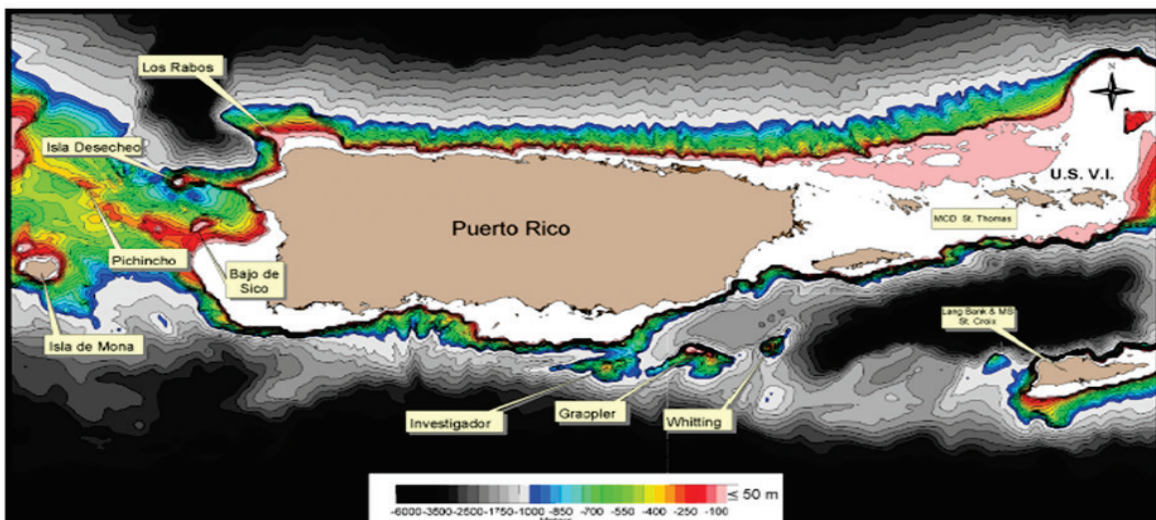 N
Los Rabos
Isla Desecheo
U.S. V.I.
Puerto Rico
MCD St. Thomas
Pichincho
Bajo de
Sico
Isla de Mona
Lang Bank & MS
St. Croix
Investigador
Grappler
Whitting
≤ 50 m
-6000 -3500 -2500 -1750 -1000 -850 -700 -550 -400 -250 -100
Meters